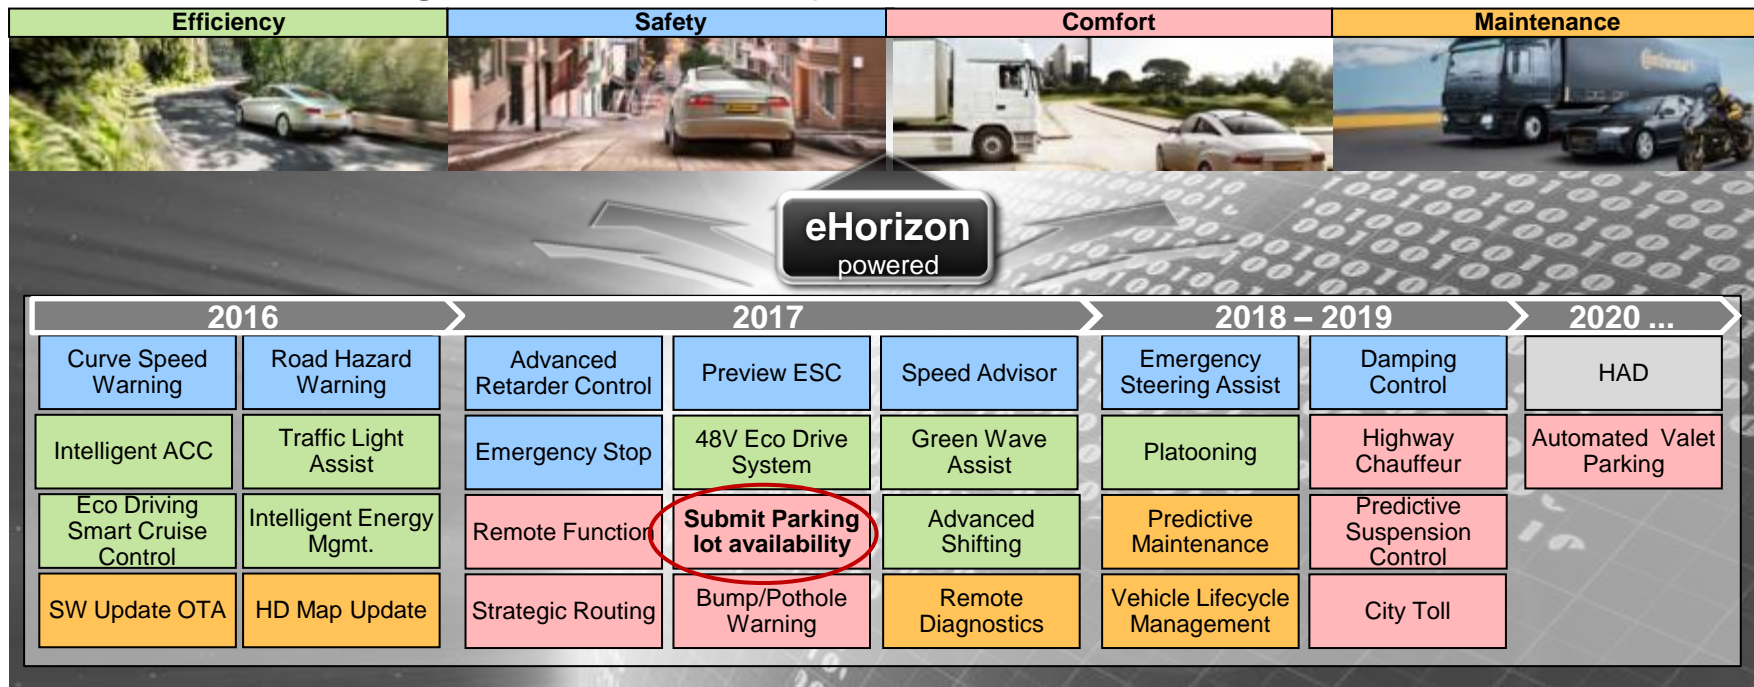 Efficiency
Safety
Comfort
Maintenance
eHorizon
powered
2016
2017
2018 – 2019
2020 ...
Curve Speed
Warning
Road Hazard
Warning
Advanced
Retarder Control
Preview ESC
Speed Advisor
Emergency
Steering Assist
Damping
Control
HAD
Intelligent ACC
Traffic Light
Assist
Emergency Stop
48V Eco Drive
System
Green Wave
Assist
Platooning
Highway
Chauffeur
Automated Valet
Parking
Eco Driving
Smart Cruise
Control
Intelligent Energy
Mgmt.
Remote Function
Submit Parking
lot availability
Advanced
Shifting
Predictive
Maintenance
Predictive
Suspension
Control
SW Update OTA
HD Map Update
Strategic Routing
Bump/Pothole
Warning
Remote
Diagnostics
Vehicle Lifecycle
Management
City Toll